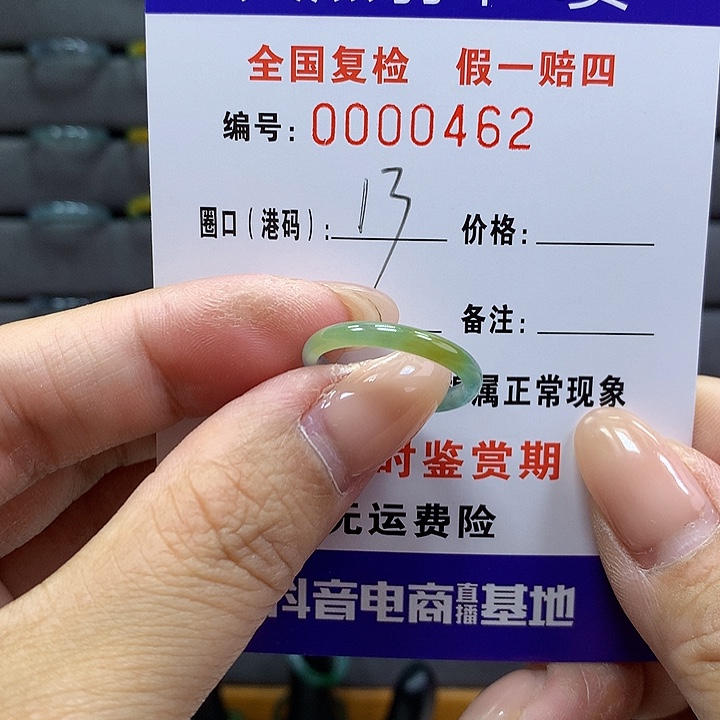 全国复检 假一赔四
编号: 0000462
圈口(港码): 13 价格:
备注:
属正常现象
时鉴赏期
无运费险
抖音电商直播基地